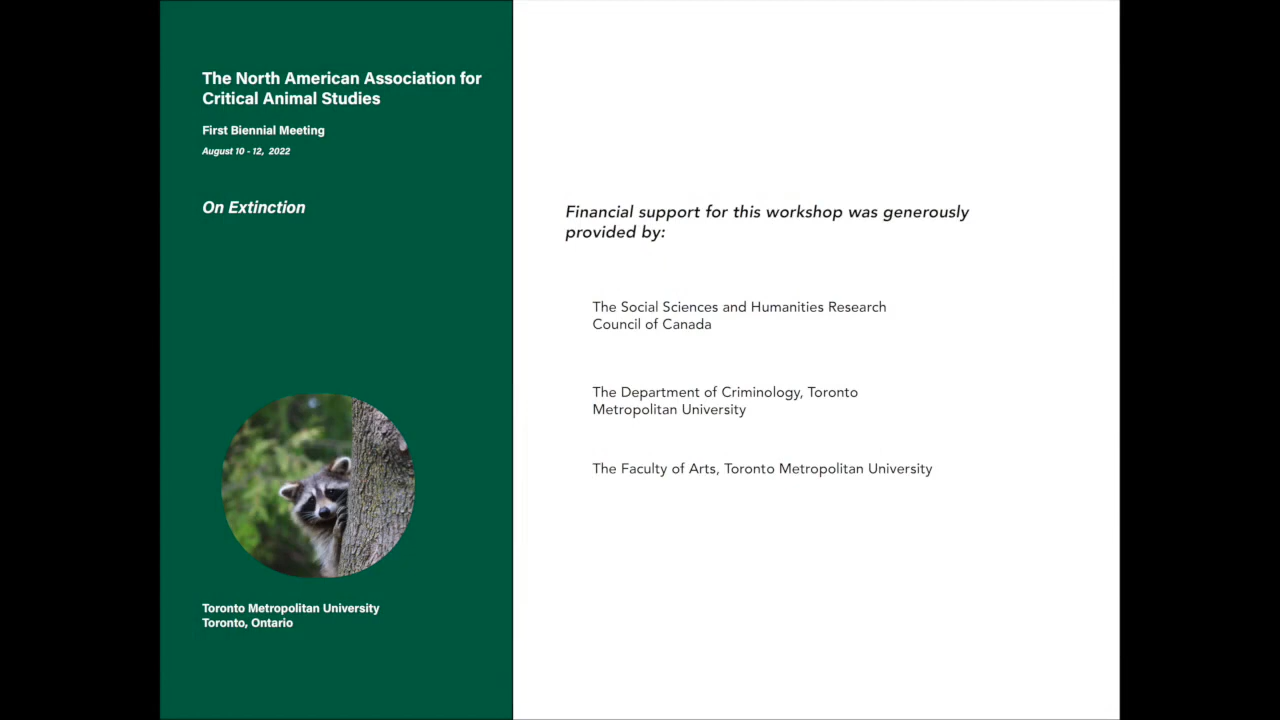 The North American Association for
Critical Animal Studies
First Biennial Meeting
August 10 - 12, 2022
On Extinction
Toronto Metropolitan University
Toronto, Ontario
Financial support for this workshop was generously
provided by:
The Social Sciences and Humanities Research
Council of Canada
The Department of Criminology, Toronto
Metropolitan University
The Faculty of Arts, Toronto Metropolitan University